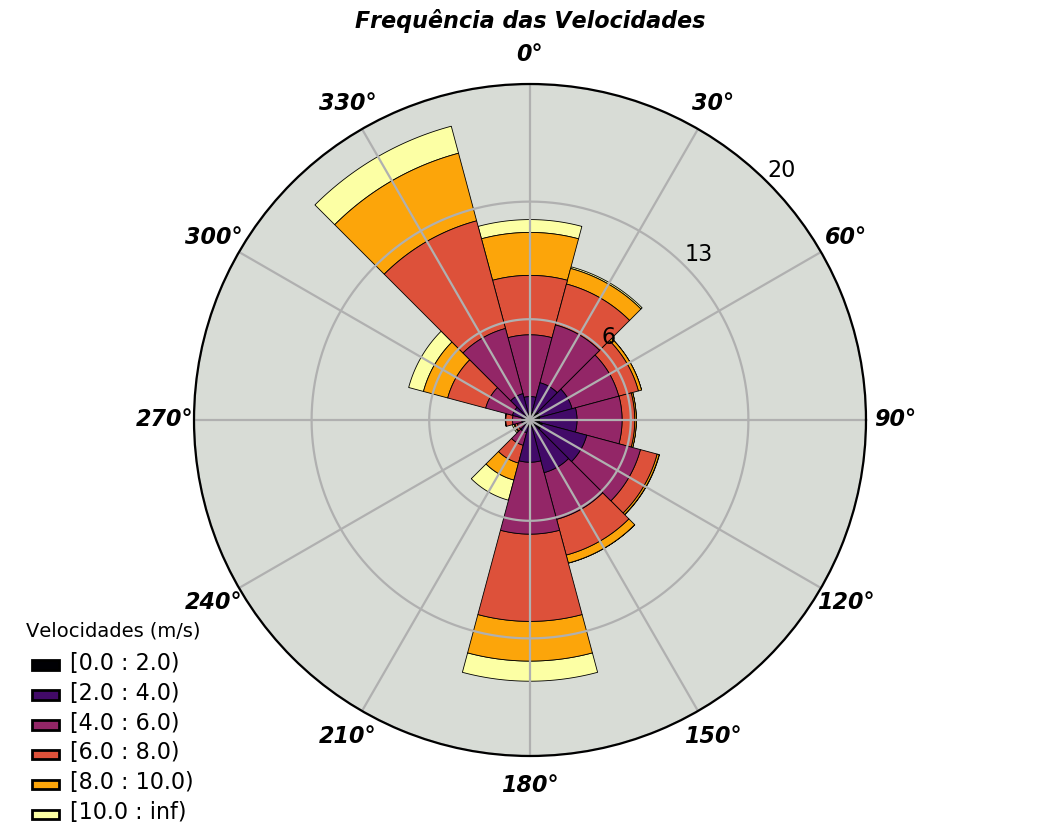 Frequência das Velocidades
0°
330°
30°
20
300°
60°
13
6
270°
90°
240°
120°
Velocidades (m/s)
[0.0 : 2.0)
[2.0 : 4.0)
[4.0 : 6.0)
210°
150°
[6.0 : 8.0)
180°
[8.0 : 10.0)
[10.0 : inf)